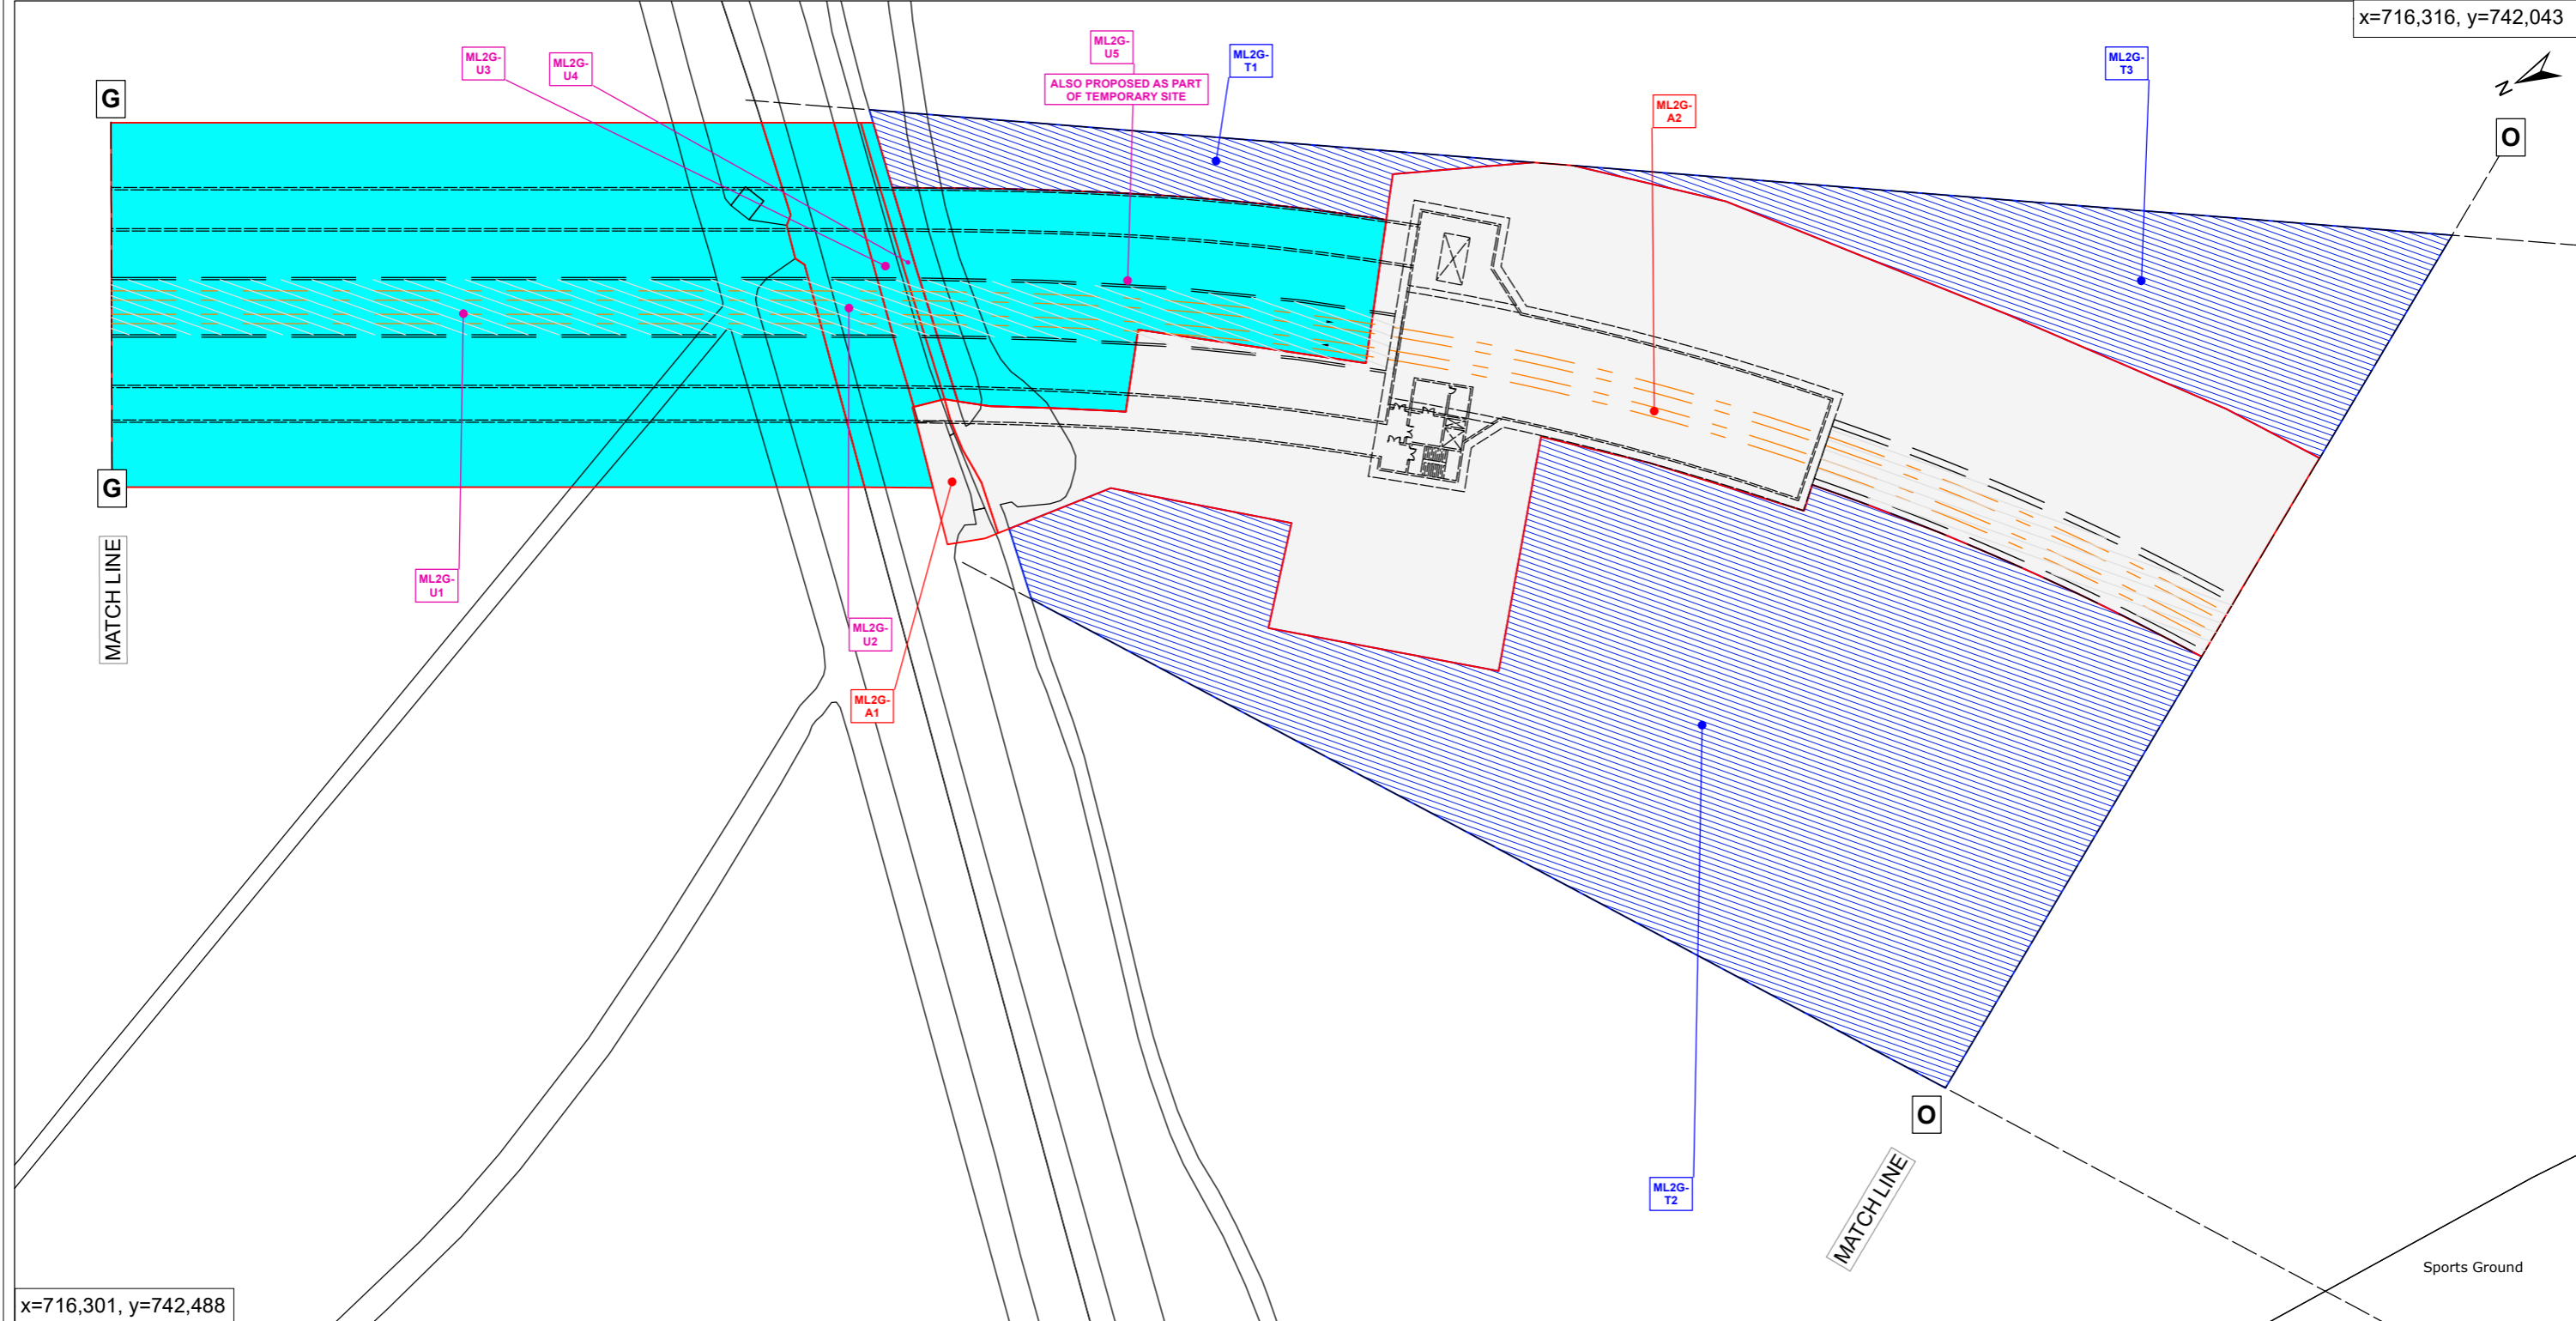 x=716,316, y=742,043
N
G
ML2G-
U3
ML2G-
U4
ML2G-
U5
ALSO PROPOSED AS PART
OF TEMPORARY SITE
ML2G-
T1
ML2G-
A2
ML2G-
T3
O
G
MATCH LINE
ML2G-
U1
ML2G-
U2
ML2G-
A1
O
ML2G-
T2
MATCH LINE
Sports Ground
x=716,301, y=742,488